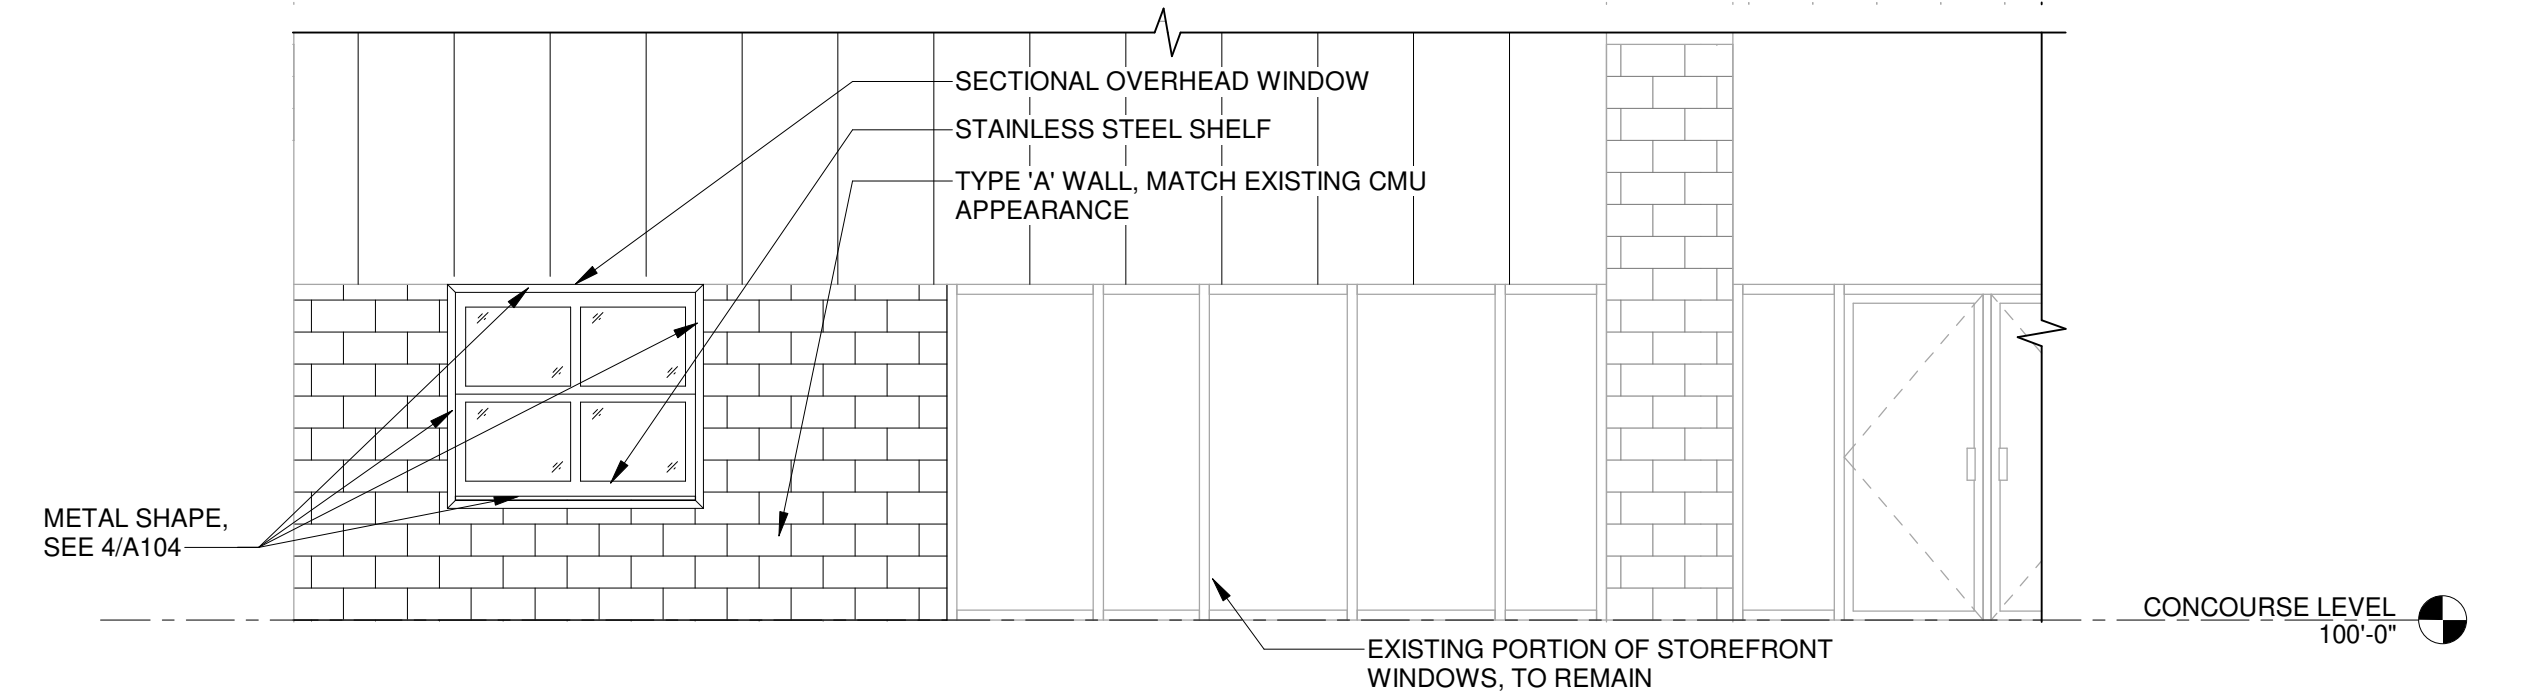 SECTIONAL OVERHEAD WINDOW
STAINLESS STEEL SHELF
TYPE 'A' WALL, MATCH EXISTING CMU
APPEARANCE
METAL SHAPE,
SEE 4/A104
CONCOURSE LEVEL
100'-0"
EXISTING PORTION OF STOREFRONT
WINDOWS, TO REMAIN